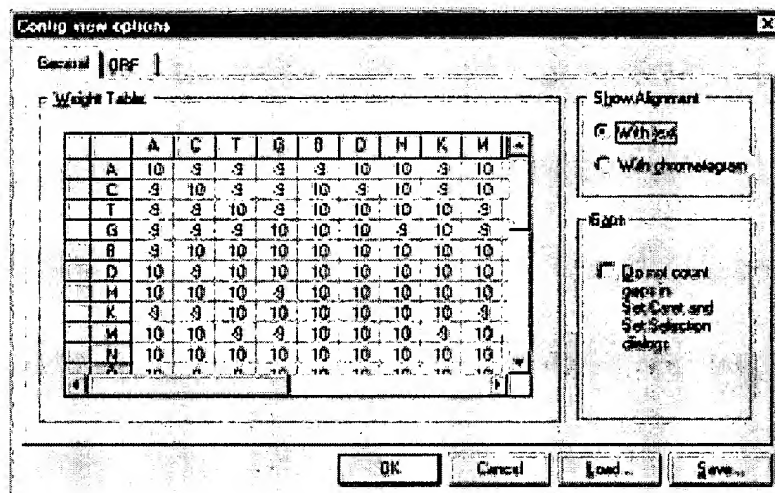 Contig view options
General ORF
Weight Table
A C T G B D H K M
A 10 -9 -9 -9 -9 10 10 -9 10
C -9 10 -9 -9 10 -9 10 -9 10
T -9 -9 10 -9 10 10 10 10 -9
G -9 -9 -9 10 10 10 -9 10 -9
B -9 10 10 10 10 10 10 10 10
D 10 -9 10 10 10 10 10 10 10
H 10 10 10 -9 10 10 10 10 10
K -9 -9 10 10 10 10 10 10 -9
M 10 10 -9 -9 10 10 10 -9 10
N 10 10 10 10 10 10 10 10 10
Show Alignment
With text
With chromatogram
Gaps
Do not count
gaps in
Set Caret and
Set Selection
dialogs
OK Cancel Load... Save...